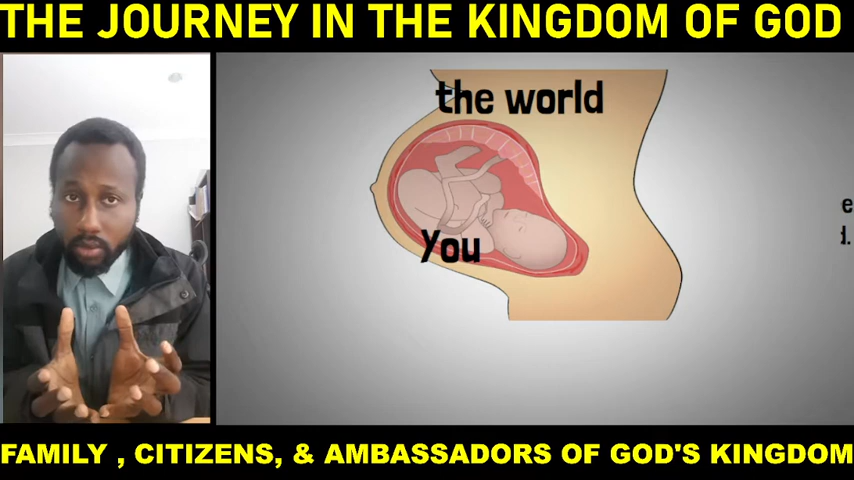 THE JOURNEY IN THE KINGDOM OF GOD
the world
You
e
d.
FAMILY , CITIZENS, & AMBASSADORS OF GOD'S KINGDOM